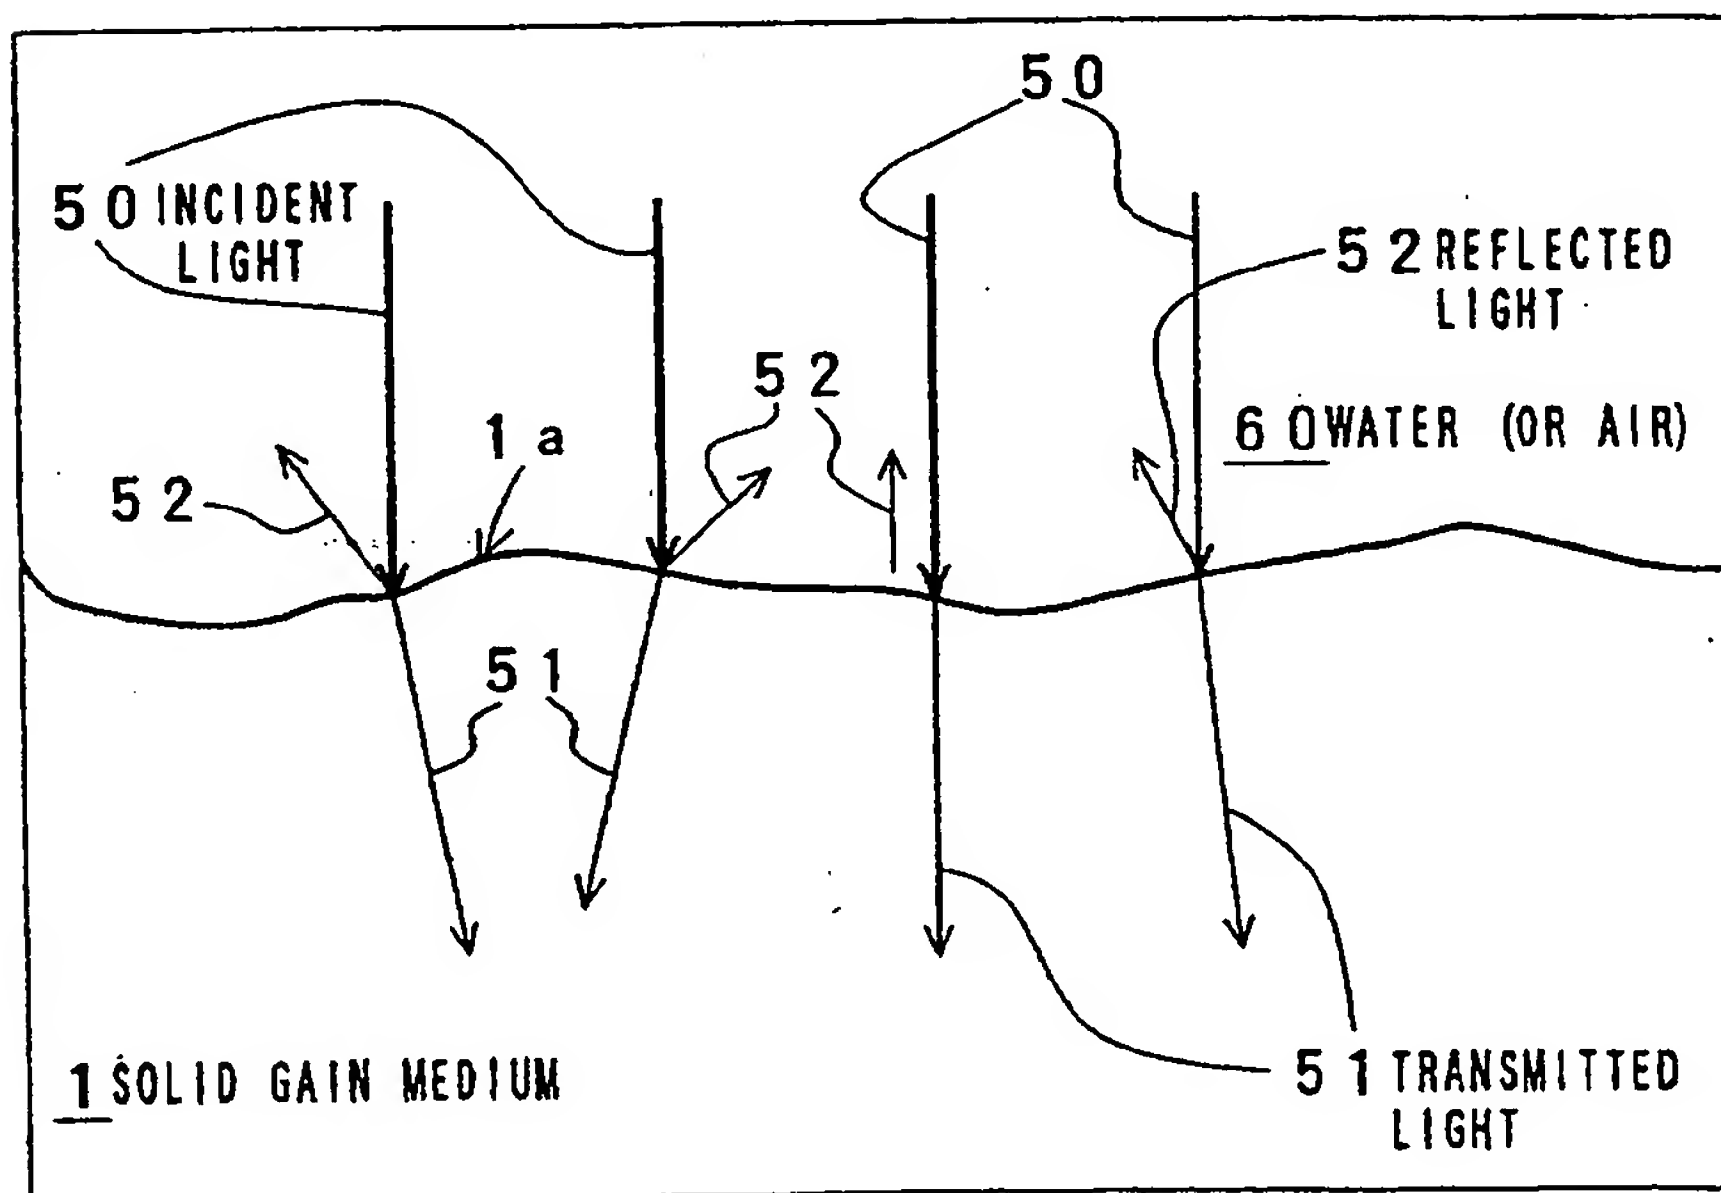 50
50 INCIDENT
LIGHT
52 REFLECTED
LIGHT
52
1a
60 WATER (OR AIR)
52
51
1 SOLID GAIN MEDIUM
51 TRANSMITTED
LIGHT